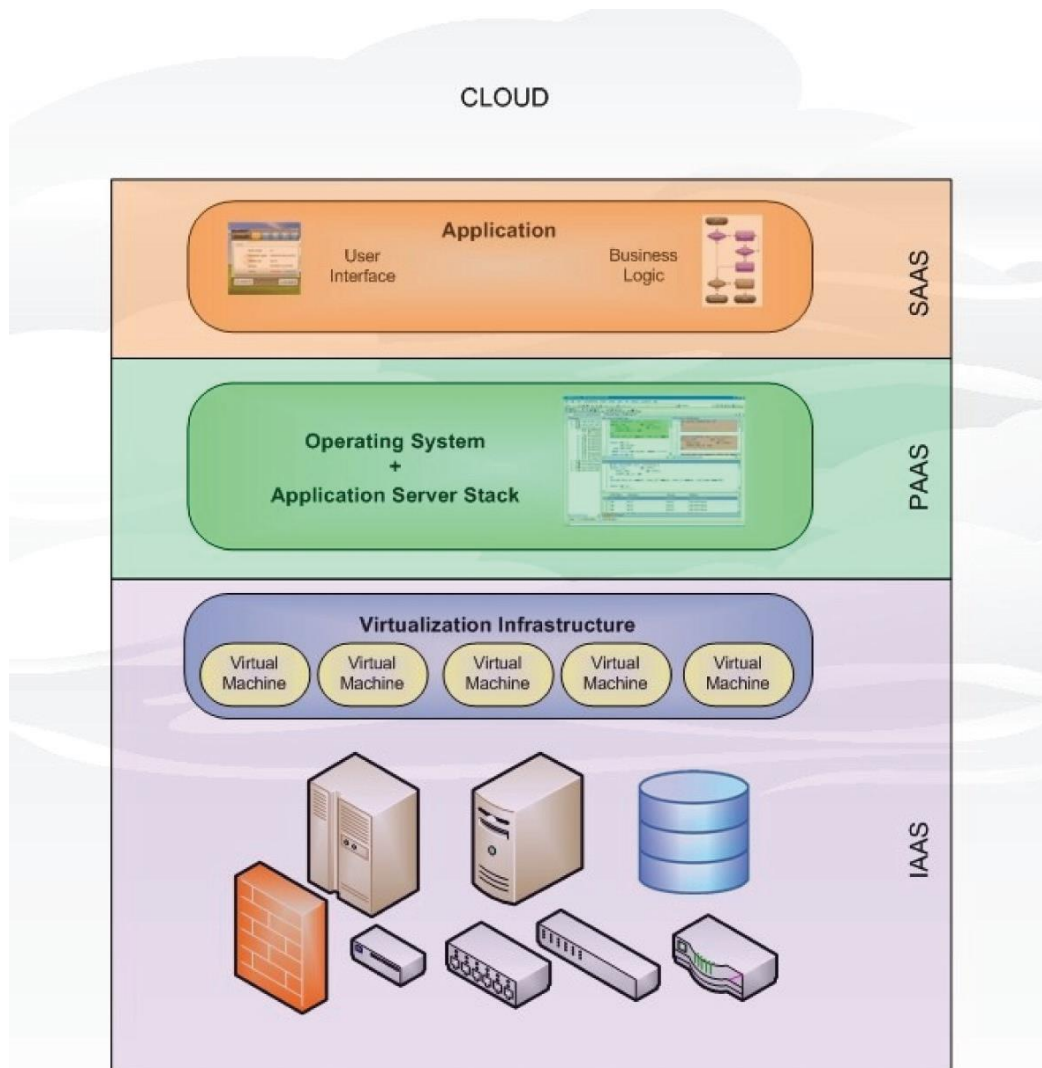 CLOUD
Application
User
Interface
Business
Logic
SAAS
Operating System
+
Application Server Stack
PAAS
Virtualization Infrastructure
Virtual
Machine
Virtual
Machine
Virtual
Machine
Virtual
Machine
Virtual
Machine
IAAS